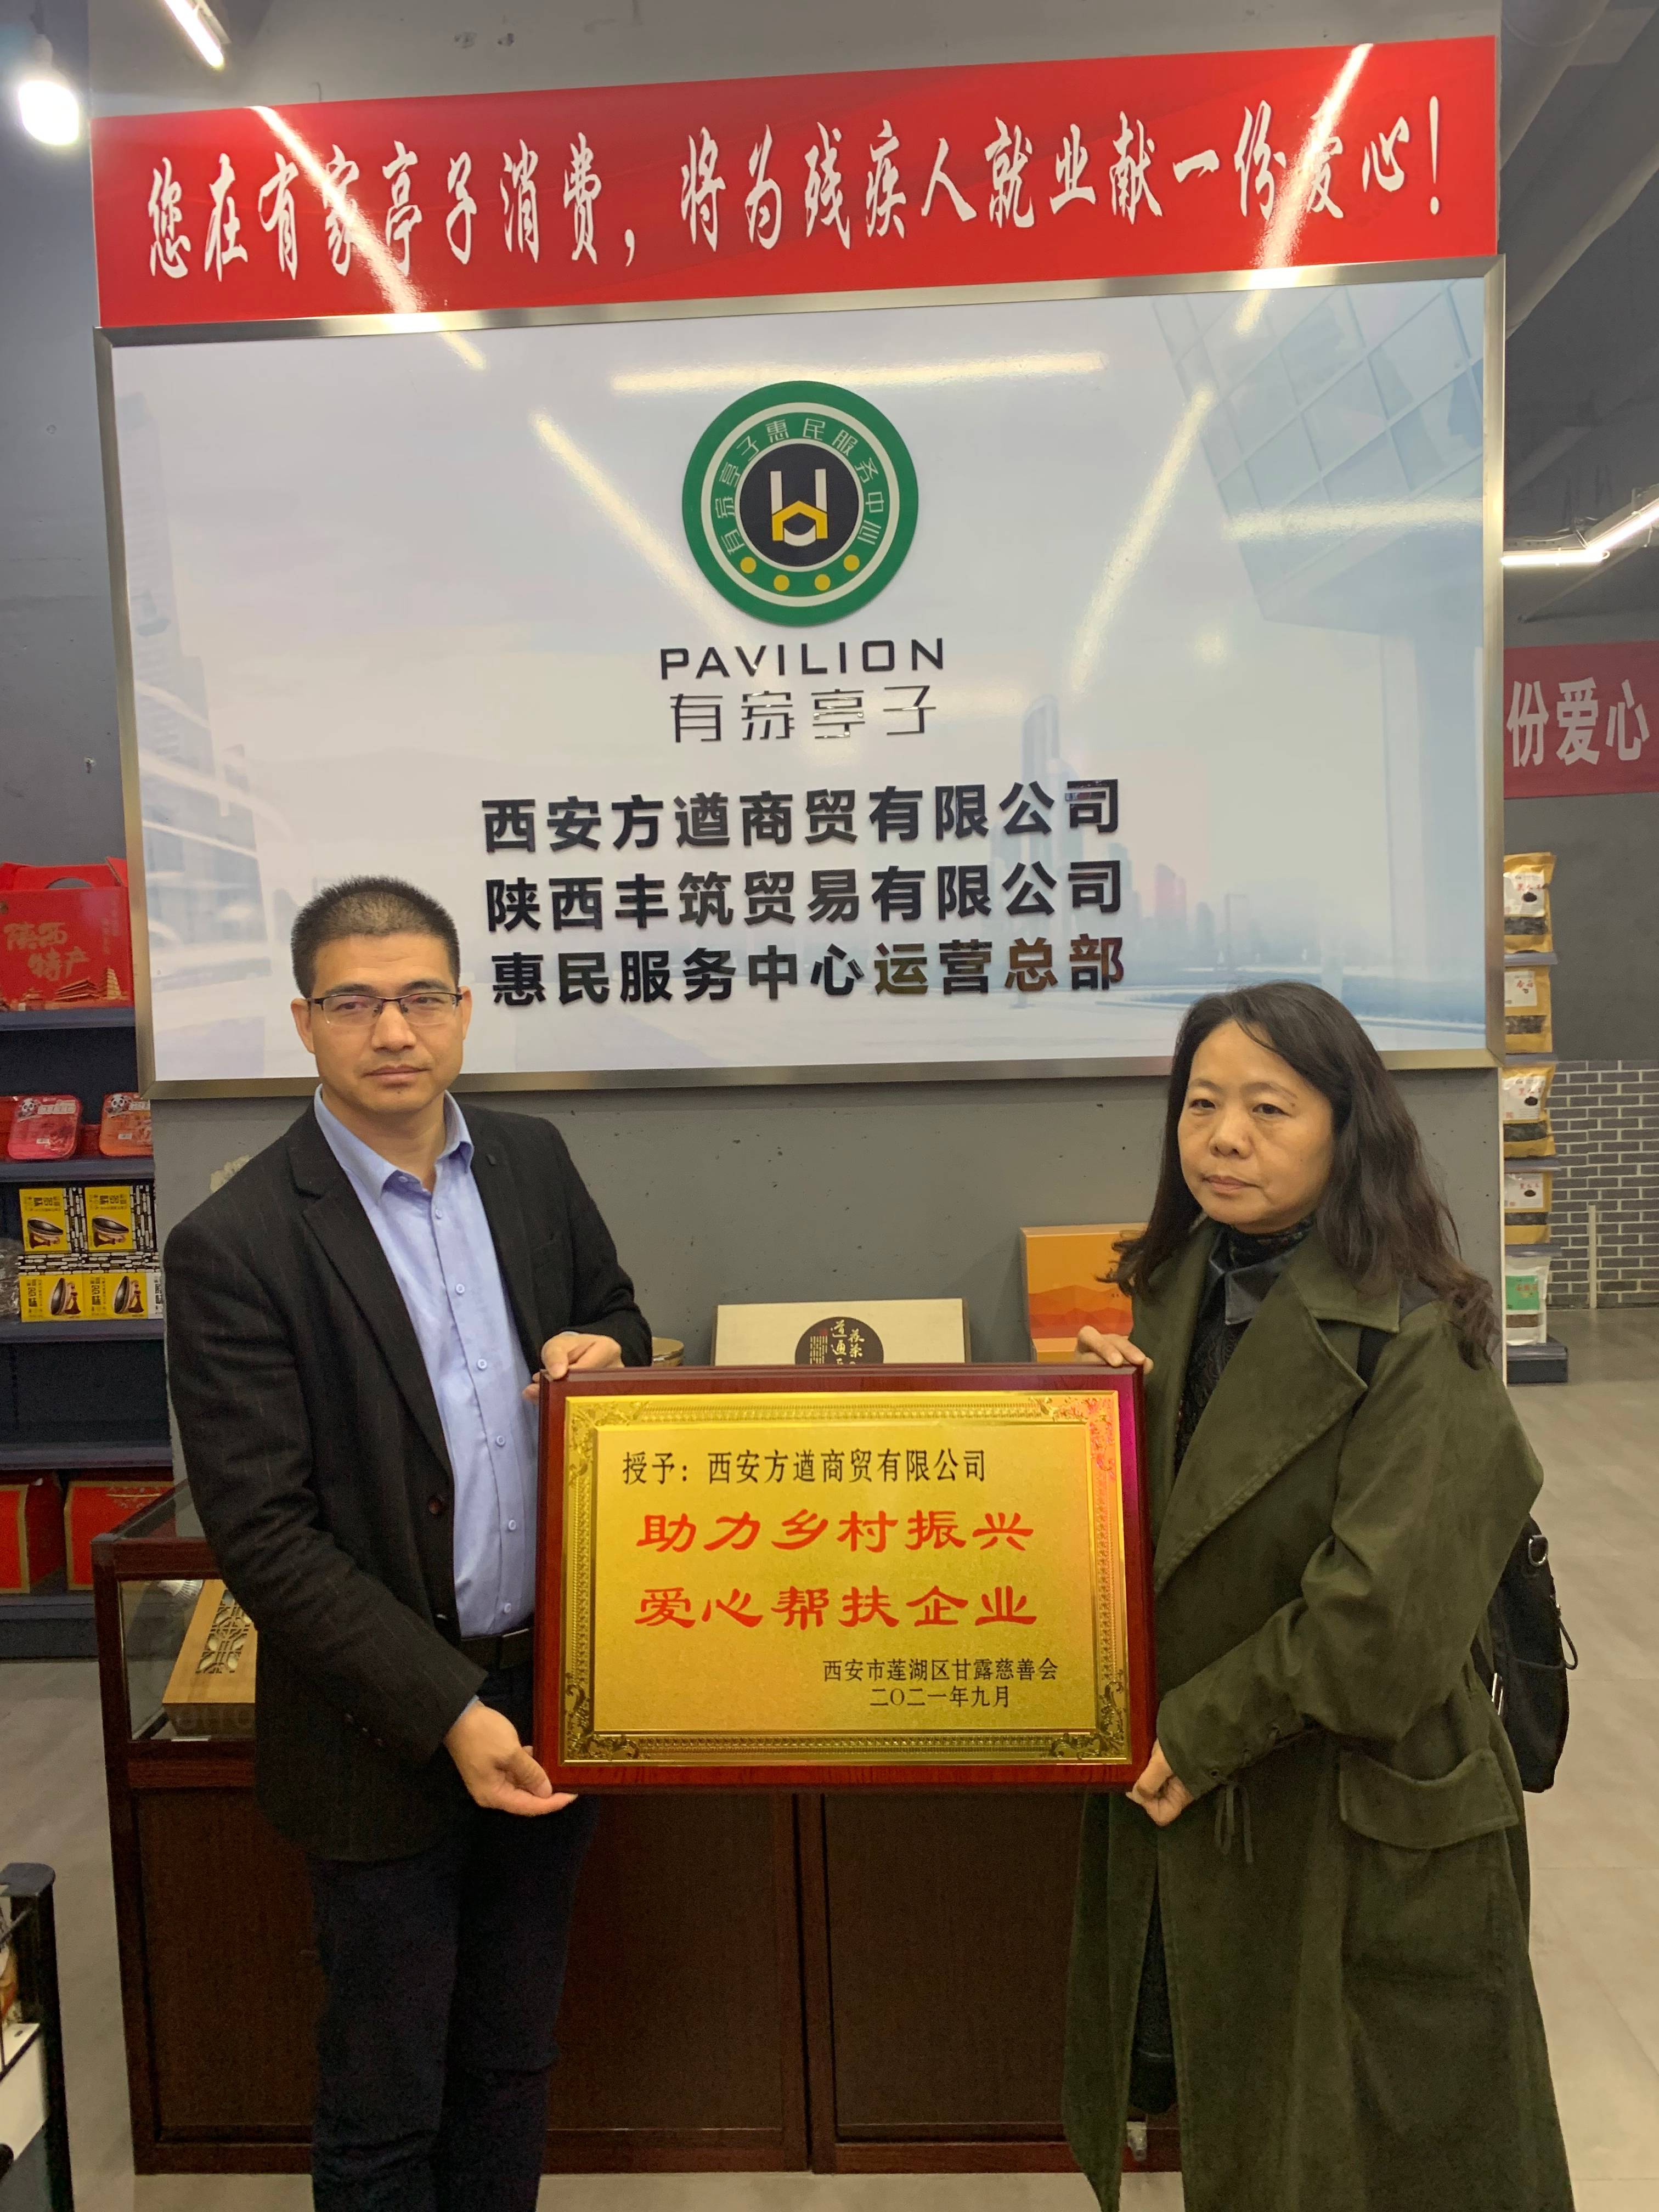 您在有家亭子消费，将为残疾人就业献一份爱心！
有家亭子惠民服务中心
PAVILION
有家亭子
份爱心
西安方遒商贸有限公司
陕西丰筑贸易有限公司
惠民服务中心运营总部
陕西
特产
授予：西安方遒商贸有限公司
助力乡村振兴
爱心帮扶企业
西安市莲湖区甘露慈善会
二〇二一年九月